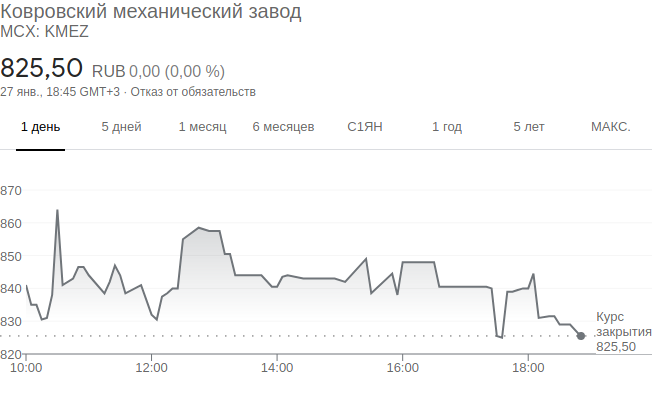 Ковровский механический завод
MCX: KMEZ
825,50 RUB 0,00 (0,00 %)
27 янв., 18:45 GMT+3 · Отказ от обязательств
1 день 5 дней 1 месяц 6 месяцев С1ЯН 1 год 5 лет МАКС.
870
860
850
840
830
820
Курс
закрытия
825,50
10:00 12:00 14:00 16:00 18:00